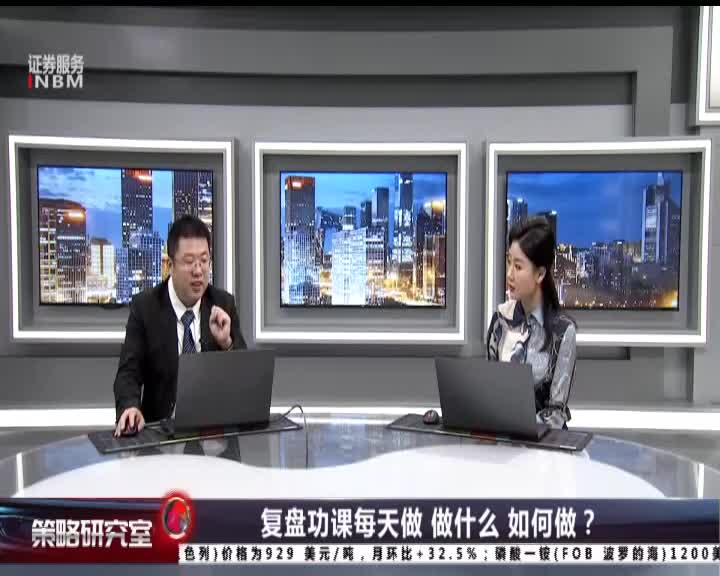 证券服务
NBM
复盘功课每天做 做什么 如何做？
策略研究室
色列)价格为929 美元/吨，月环比+32.5%；磷酸一铵(FOB 波罗的海)1200美